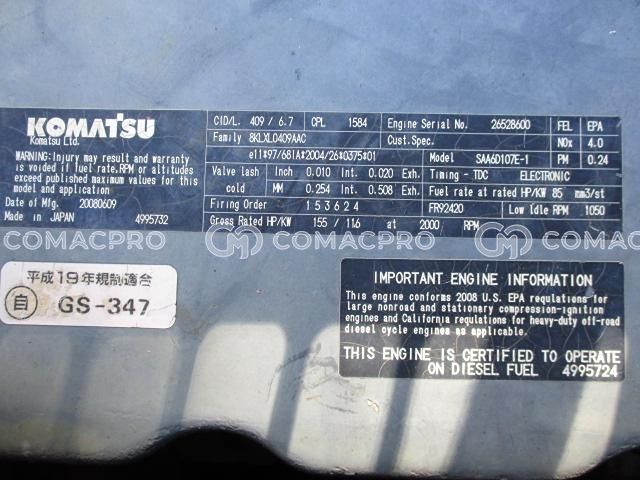 KOMATSU
Komatsu Ltd.
WARNING: Injury may result and warranty
is voided if fuel rate, RPM or altitudes
exceed published maximum values for
this model and application.
Date of Mfg. 20080609
Made in JAPAN 4995732
CID/L. 409 / 6.7 CPL 1584 Engine Serial No. 26528600 FEL EPA
Family 8KLXL0409AAC Cust.Spec. NOx 4.0
e11*97/68IA*2004/26*0375*01 Model SAA6D107E-1 PM 0.24
Valve lash Inch 0.010 Int. 0.020 Exh. Timing - TDC ELECTRONIC
cold MM 0.254 Int. 0.508 Exh. Fuel rate at rated HP/KW 85 mm3/st
Firing Order 1 5 3 6 2 4 FR92420 Low Idle RPM 1050
Gross Rated HP/KW 155 / 116 at 2000 RPM
COMACPRO COMACPRO COMACPRO
平成19年規制適合
自 GS-347
IMPORTANT ENGINE INFORMATION
This engine conforms 2008 U.S. EPA regulations for
large nonroad and stationary compression-ignition
engines and California regulations for heavy-duty off-road
diesel cycle engines as applicable.
THIS ENGINE IS CERTIFIED TO OPERATE
ON DIESEL FUEL 4995724